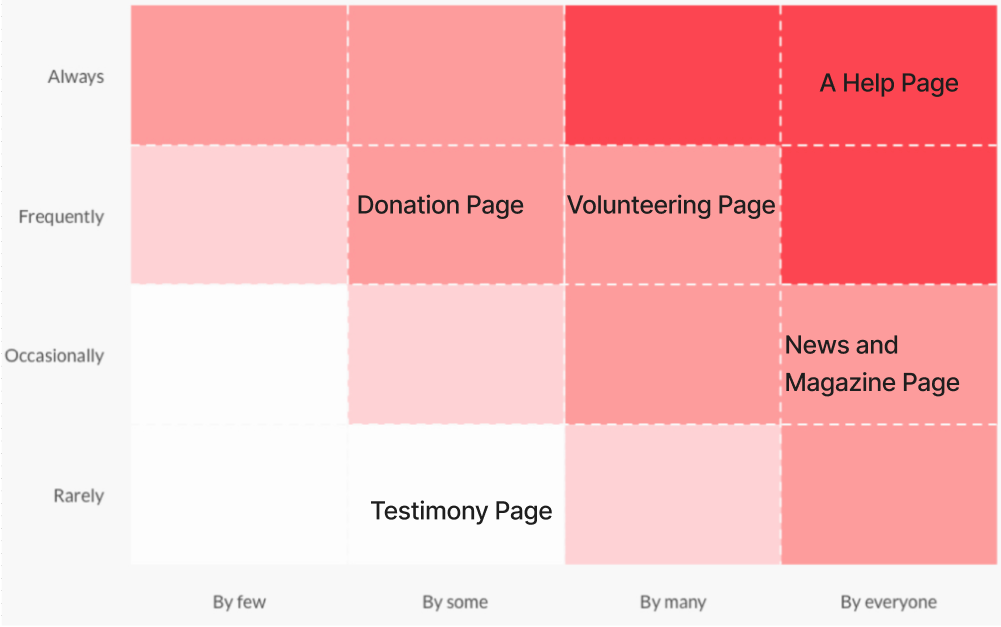 Always
A Help Page
Frequently
Donation Page
Volunteering Page
Occasionally
News and
Magazine Page
Rarely
Testimony Page
By few
By some
By many
By everyone